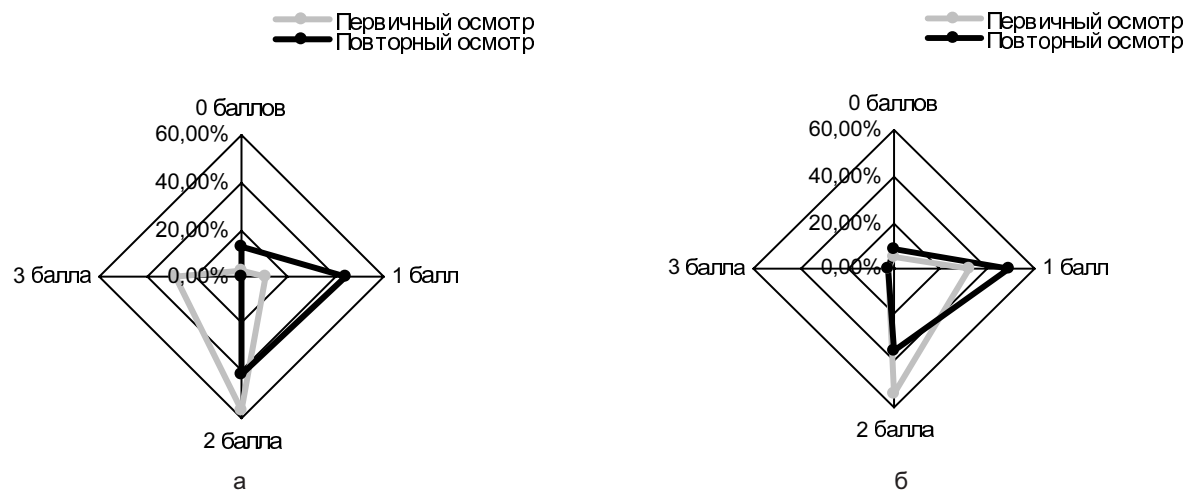 Первичный осмотр
Повторный осмотр
0 баллов
60,00%
40,00%
20,00%
3 балла
0,00%
1 балл
2 балла
а
Первичный осмотр
Повторный осмотр
0 баллов
60,00%
40,00%
20,00%
3 балла
0,00%
1 балл
2 балла
б